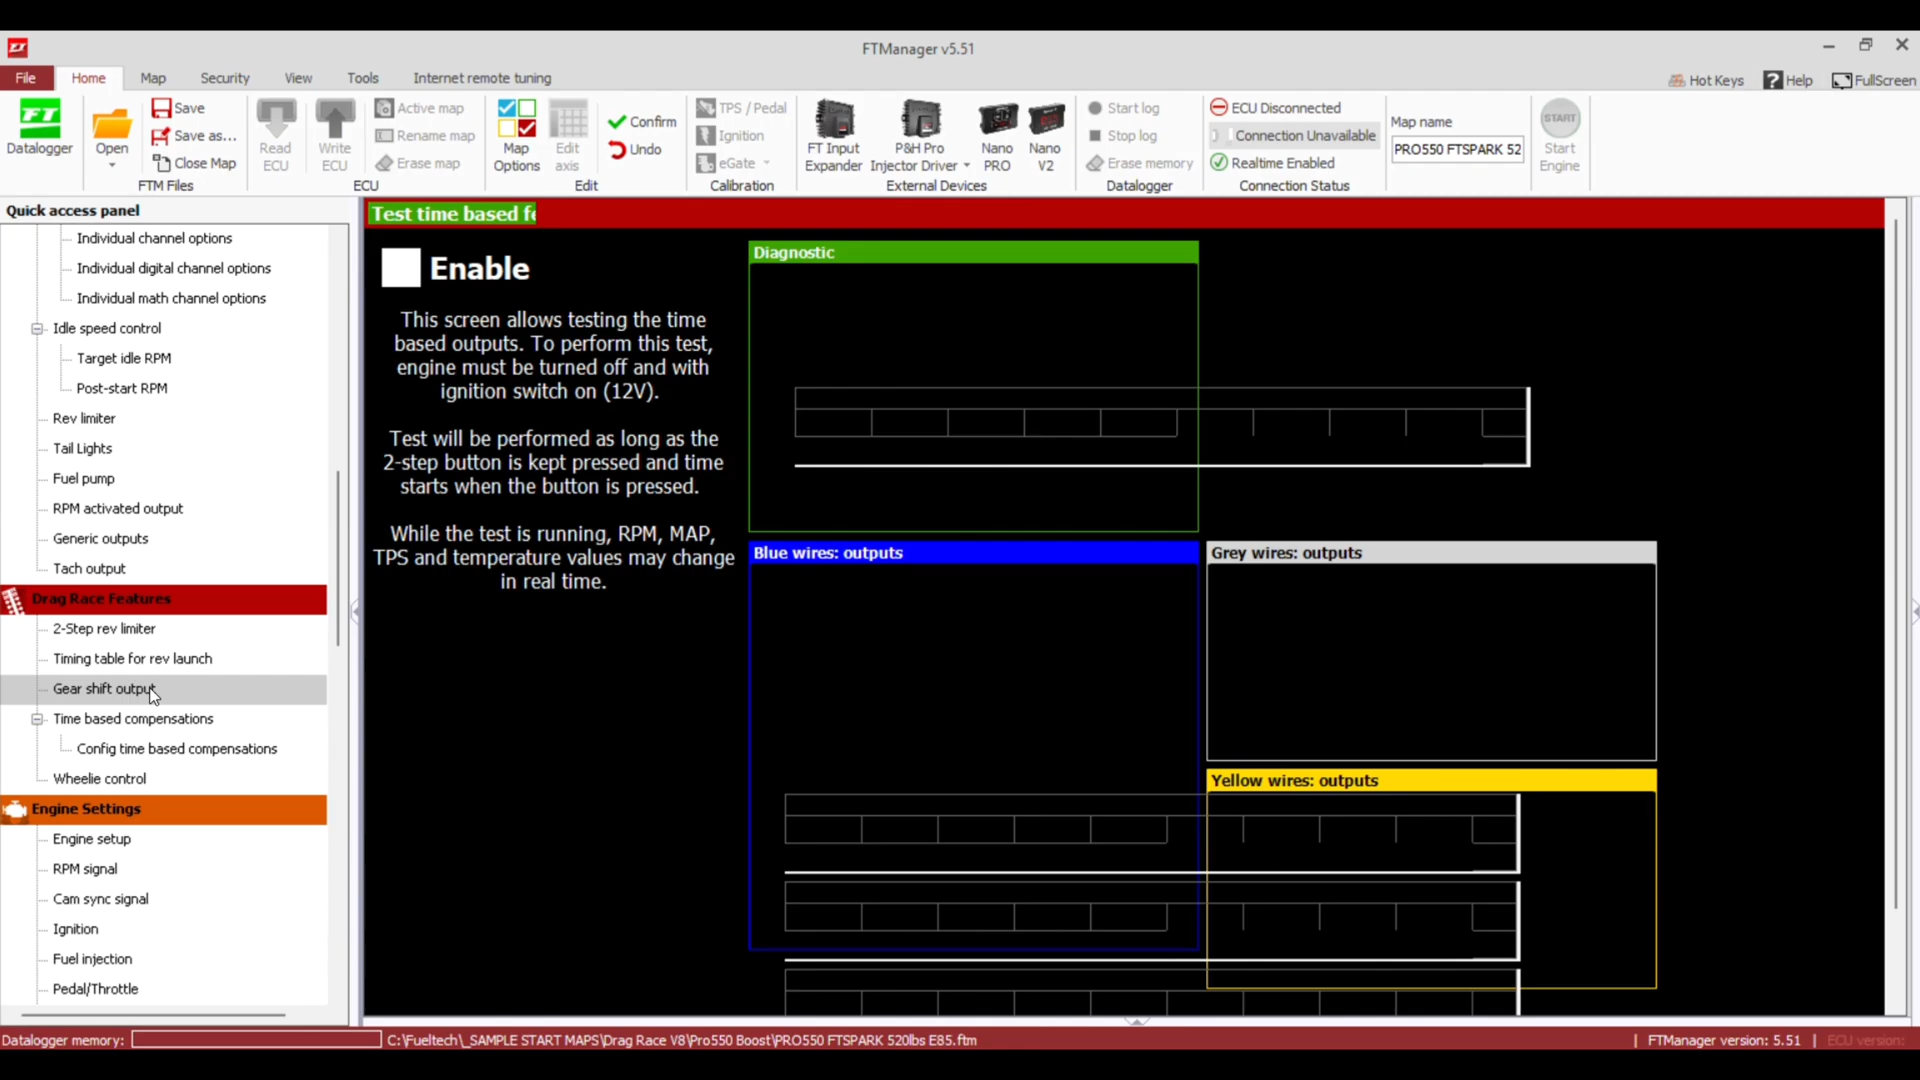 FTManager v5.51
File
Home
Map
Security
View
Tools
Internet remote tuning
Hot Keys
Help
FullScreen
FT
Datalogger
Open
Save
Save as...
Close Map
FTM Files
Read
ECU
Write
ECU
Active map
Rename map
Erase map
ECU
Map
Options
Edit
axis
Confirm
Undo
Edit
TPS / Pedal
Ignition
eGate
Calibration
FT Input
Expander
P&H Pro
Injector Driver
Nano
PRO
Nano
V2
External Devices
Start log
Stop log
Erase memory
Datalogger
ECU Disconnected
Connection Unavailable
Realtime Enabled
Connection Status
Map name
PRO550 FTSPARK 52
START
Start
Engine
Quick access panel
Individual channel options
Individual digital channel options
Individual math channel options
Idle speed control
Target idle RPM
Post-start RPM
Rev limiter
Tail Lights
Fuel pump
RPM activated output
Generic outputs
Tach output
Drag Race Features
2-Step rev limiter
Timing table for rev launch
Gear shift output
Time based compensations
Config time based compensations
Wheelie control
Engine Settings
Engine setup
RPM signal
Cam sync signal
Ignition
Fuel injection
Pedal/Throttle
Test time based fe
Enable
This screen allows testing the time
based outputs. To perform this test,
engine must be turned off and with
ignition switch on (12V).
Test will be performed as long as the
2-step button is kept pressed and time
starts when the button is pressed.
While the test is running, RPM, MAP,
TPS and temperature values may change
in real time.
Diagnostic
Blue wires: outputs
Grey wires: outputs
Yellow wires: outputs
Datalogger memory:
C:\Fueltech\_SAMPLE START MAPS\Drag Race V8\Pro550 Boost\PRO550 FTSPARK 520lbs E85.ftm
FTManager version: 5.51
ECU version: